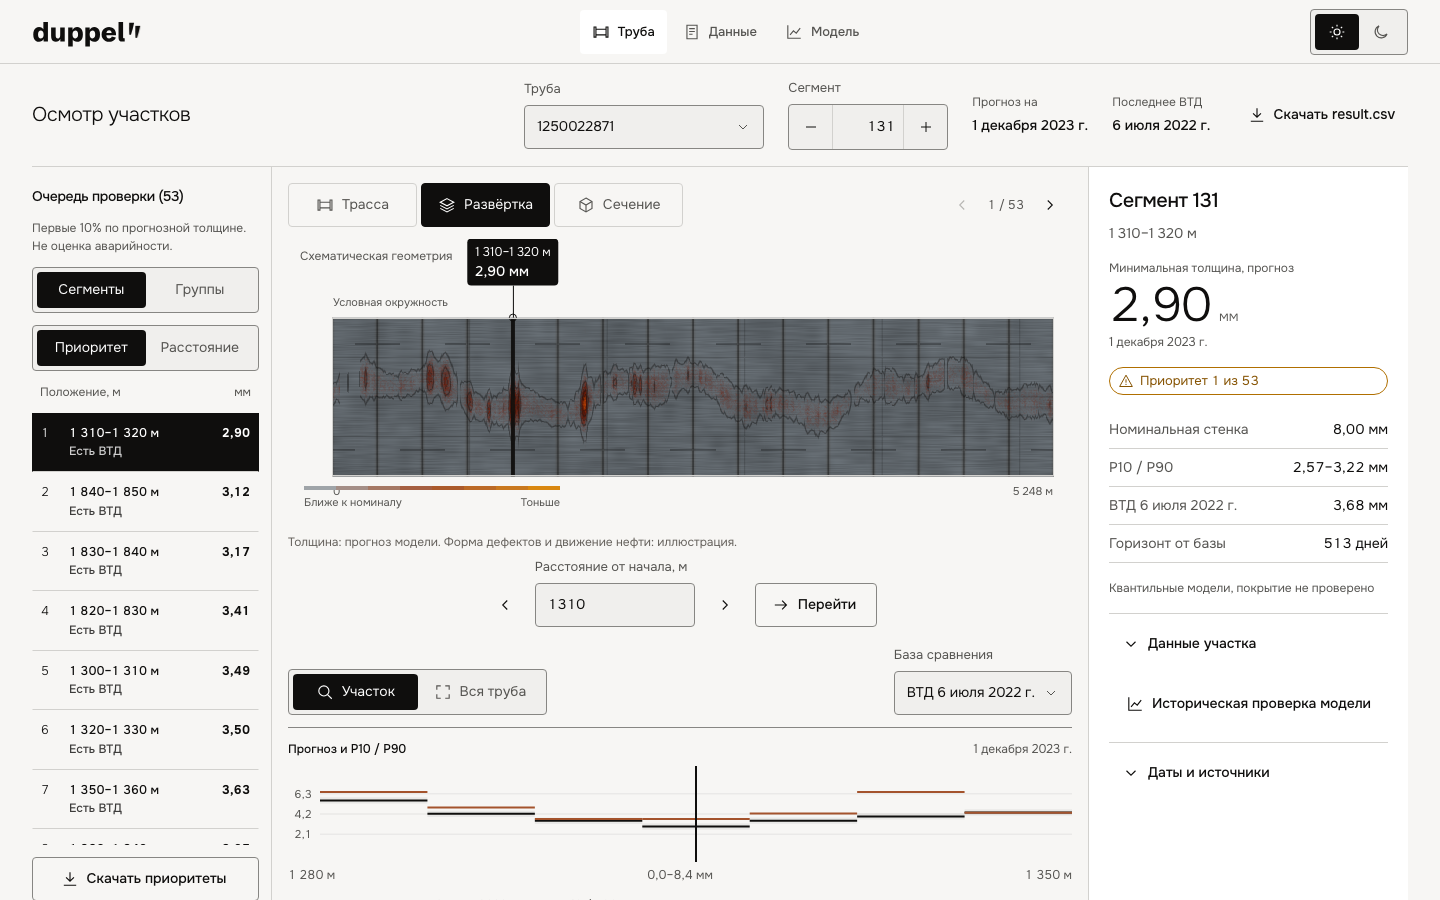 duppel
Труба
Данные
Модель
Осмотр участков
Труба
1250022871
Сегмент
131
Прогноз на
1 декабря 2023 г.
Последнее ВТД
6 июля 2022 г.
Скачать result.csv
Очередь проверки (53)
Первые 10% по прогнозной толщине.
Не оценка аварийности.
Сегменты
Группы
Приоритет
Расстояние
Положение, м
мм
1 1 310–1 320 м 2,90
Есть ВТД
2 1 840–1 850 м 3,12
Есть ВТД
3 1 830–1 840 м 3,17
Есть ВТД
4 1 820–1 830 м 3,41
Есть ВТД
5 1 300–1 310 м 3,49
Есть ВТД
6 1 320–1 330 м 3,50
Есть ВТД
7 1 350–1 360 м 3,63
Есть ВТД
Скачать приоритеты
Трасса
Развёртка
Сечение
1 / 53
Схематическая геометрия
1 310–1 320 м
2,90 мм
Условная окружность
0
5 248 м
Ближе к номиналу
Тоньше
Толщина: прогноз модели. Форма дефектов и движение нефти: иллюстрация.
Расстояние от начала, м
1310
Перейти
Участок
Вся труба
База сравнения
ВТД 6 июля 2022 г.
Прогноз и P10 / P90
1 декабря 2023 г.
6,3
4,2
2,1
1 280 м
0,0–8,4 мм
1 350 м
Сегмент 131
1 310–1 320 м
Минимальная толщина, прогноз
2,90 мм
1 декабря 2023 г.
Приоритет 1 из 53
Номинальная стенка 8,00 мм
P10 / P90 2,57–3,22 мм
ВТД 6 июля 2022 г. 3,68 мм
Горизонт от базы 513 дней
Квантильные модели, покрытие не проверено
Данные участка
Историческая проверка модели
Даты и источники